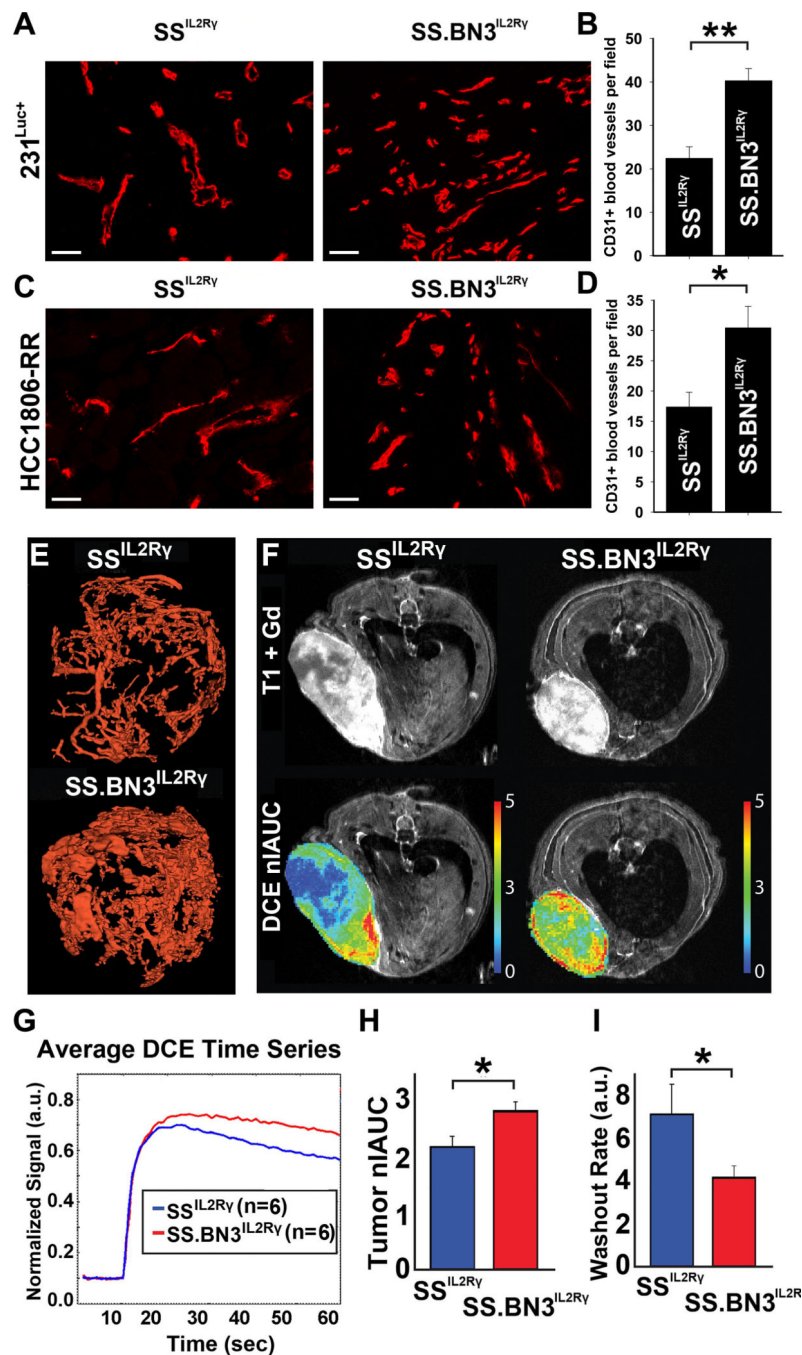 A
SS^IL2Rγ
SS.BN3^IL2Rγ
231^Luc+
B
**
CD31+ blood vessels per field
50
40
30
20
10
0
SS^IL2Rγ
SS.BN3^IL2Rγ
C
SS^IL2Rγ
SS.BN3^IL2Rγ
HCC1806-RR
D
*
CD31+ blood vessels per field
35
30
25
20
15
10
5
0
SS^IL2Rγ
SS.BN3^IL2Rγ
E
SS^IL2Rγ
SS.BN3^IL2Rγ
F
SS^IL2Rγ
SS.BN3^IL2Rγ
T1 + Gd
DCE nIAUC
5
3
0
5
3
0
G
Average DCE Time Series
Normalized Signal (a.u.)
0.8
0.6
0.4
0.2
0.0
SS^IL2Rγ (n=6)
SS.BN3^IL2Rγ (n=6)
10 20 30 40 50 60
Time (sec)
H
*
Tumor nIAUC
3
2
1
0
SS^IL2Rγ
SS.BN3^IL2Rγ
I
*
Washout Rate (a.u.)
8
6
4
2
0
SS^IL2Rγ
SS.BN3^IL2R